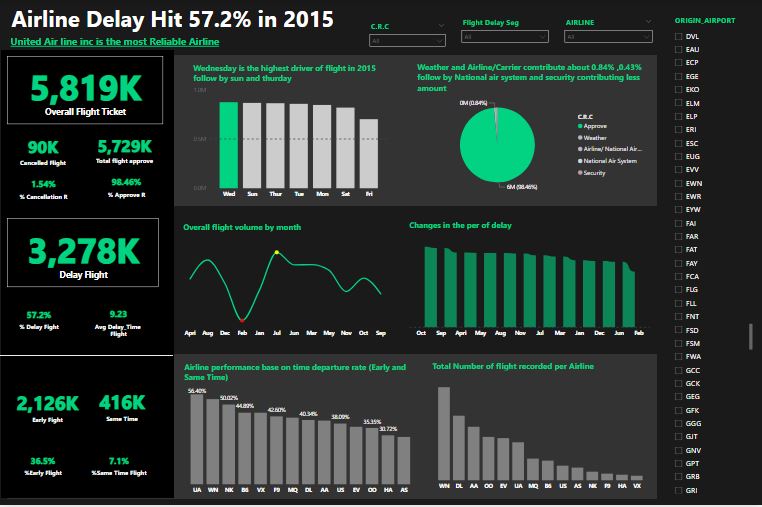 Airline Delay Hit 57.2% in 2015
United Air line inc is the most Reliable Airline
C.R.C
All
Flight Delay Seg
All
AIRLINE
All
5,819K
Overall Flight Ticket
90K
Cancelled Flight
5,729K
Total flight approve
1.54%
% Cancellation R
98.46%
% Approve R
3,278K
Delay Flight
57.2%
% Delay Fight
9.23
Avg Delay_Time
Flight
2,126K
Early Fight
416K
Same Time
36.5%
%Early Fight
7.1%
%Same Time Flight
Wednesday is the highest driver of flight in 2015
follow by sun and thurday
1.0M
0.5M
0.0M
Wed Sun Thur Tue Mon Sat Fri
Weather and Airline/Carrier comtribute about 0.84% ,0.43%
follow by National air system and security contributing less
amount
0M (0.84%)
6M (98.46%)
C.R.C
Approve
Weather
Airline/ National Air...
National Air System
Security
Overall flight volume by month
April Aug Dec Feb Jan Jul Jun Mar May Nov Oct Sep
Changes in the per of delay
Oct Sep April May Aug Nov Mar Dec Jan Jul Jun Feb
Airline performance base on time departure rate (Early and
Same Time)
56.40%
50.02%
44.89%
42.60%
40.34%
38.09%
35.35%
30.72%
UA WN NK B6 VX F9 MQ DL AA US EV OO HA AS
Total Number of flight recorded per Airline
WN DL AA OO EV UA MQ B6 US AS NK F9 HA VX
ORIGIN_AIRPORT
DVL
EAU
ECP
EGE
EKO
ELM
ELP
ERI
ESC
EUG
EVV
EWN
EWR
EYW
FAI
FAR
FAT
FAY
FCA
FLG
FLL
FNT
FSD
FSM
FWA
GCC
GCK
GEG
GFK
GGG
GJT
GNV
GPT
GRB
GRI